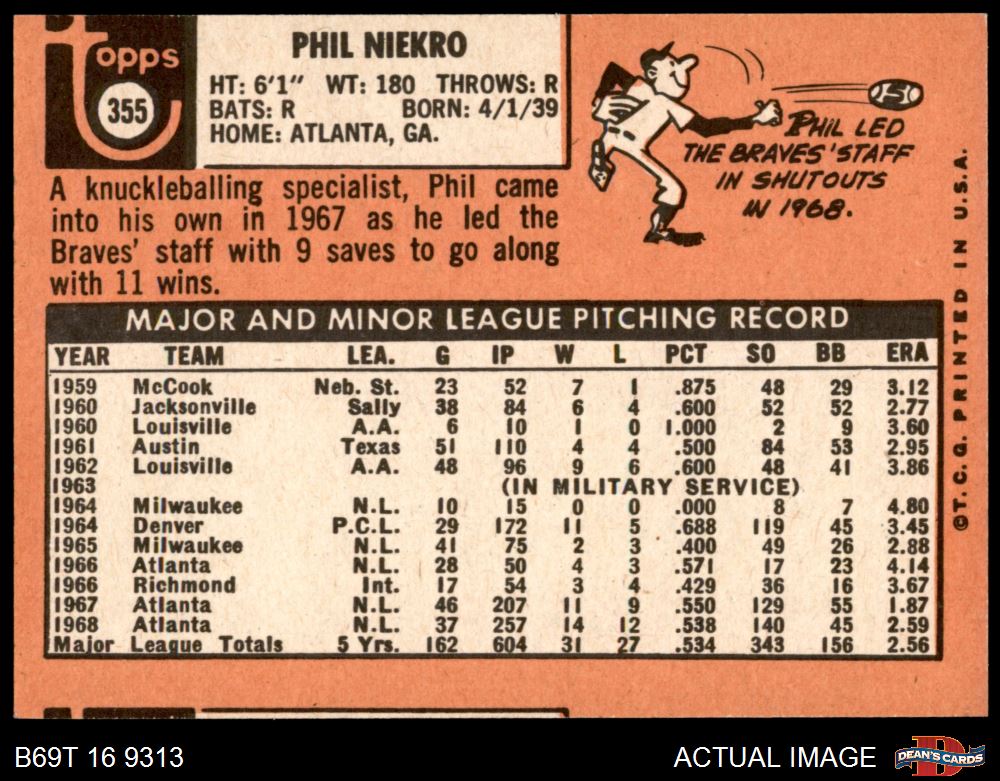 topps
355
PHIL NIEKRO
HT: 6'1" WT: 180 THROWS: R
BATS: R BORN: 4/1/39
HOME: ATLANTA, GA.
A knuckleballing specialist, Phil came
into his own in 1967 as he led the
Braves' staff with 9 saves to go along
with 11 wins.
PHIL LED
THE BRAVES' STAFF
IN SHUTOUTS
IN 1968.
©T.C.G. PRINTED IN U.S.A.
MAJOR AND MINOR LEAGUE PITCHING RECORD
YEAR TEAM LEA. G IP W L PCT SO BB ERA
1959 McCook Neb. St. 23 52 7 1 .875 48 29 3.12
1960 Jacksonville Sally 38 84 6 4 .600 52 52 2.77
1960 Louisville A.A. 6 10 1 0 1.000 2 9 3.60
1961 Austin Texas 51 110 4 4 .500 84 53 2.95
1962 Louisville A.A. 48 96 9 6 .600 48 41 3.86
1963 (IN MILITARY SERVICE)
1964 Milwaukee N.L. 10 15 0 0 .000 8 7 4.80
1964 Denver P.C.L. 29 172 11 5 .688 119 45 3.45
1965 Milwaukee N.L. 41 75 2 3 .400 49 26 2.88
1966 Atlanta N.L. 28 50 4 3 .571 17 23 4.14
1966 Richmond Int. 17 54 3 4 .429 36 16 3.67
1967 Atlanta N.L. 46 207 11 9 .550 129 55 1.87
1968 Atlanta N.L. 37 257 14 12 .538 140 45 2.59
Major League Totals 5 Yrs. 162 604 31 27 .534 343 156 2.56
B69T 16 9313
ACTUAL IMAGE
DEAN'S CARDS